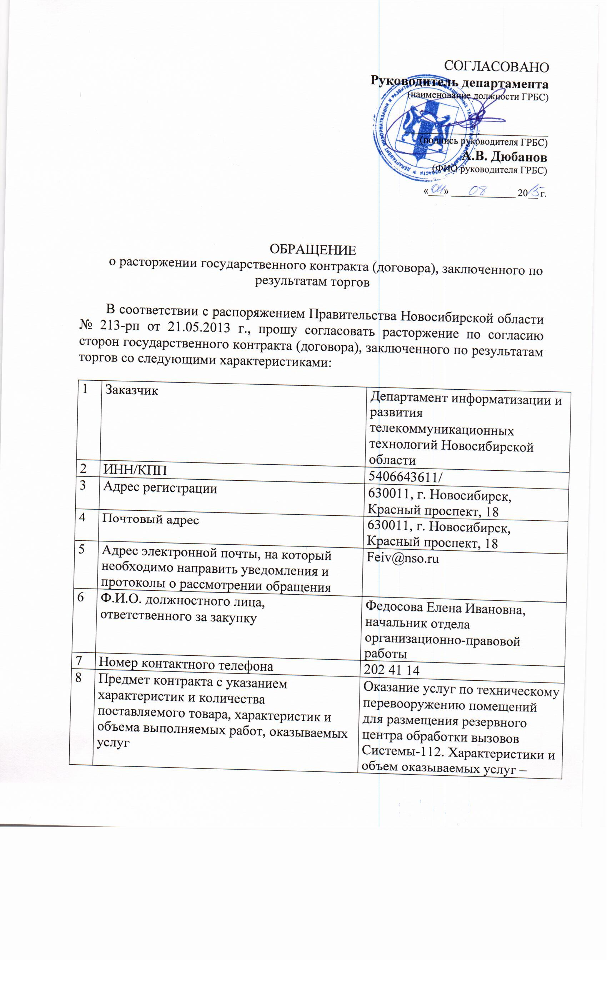 СОГЛАСОВАНО
Руководитель департамента
(наименование должности ГРБС)
(подпись руководителя ГРБС)
А.В. Дюбанов
(ФИО руководителя ГРБС)
«04» 08 2015 г.
ДЕПАРТАМЕНТ ИНФОРМАТИЗАЦИИ И РАЗВИТИЯ ТЕЛЕКОММУНИКАЦИОННЫХ ТЕХНОЛОГИЙ НОВОСИБИРСКОЙ ОБЛАСТИ *
ОБРАЩЕНИЕ
о расторжении государственного контракта (договора), заключенного по
результатам торгов
В соответствии с распоряжением Правительства Новосибирской области
№ 213-рп от 21.05.2013 г., прошу согласовать расторжение по согласию
сторон государственного контракта (договора), заключенного по результатам
торгов со следующими характеристиками:
1 Заказчик
Департамент информатизации и
развития
телекоммуникационных
технологий Новосибирской
области
2 ИНН/КПП
5406643611/
3 Адрес регистрации
630011, г. Новосибирск,
Красный проспект, 18
4 Почтовый адрес
630011, г. Новосибирск,
Красный проспект, 18
5 Адрес электронной почты, на который
необходимо направить уведомления и
протоколы о рассмотрении обращения
Feiv@nso.ru
6 Ф.И.О. должностного лица,
ответственного за закупку
Федосова Елена Ивановна,
начальник отдела
организационно-правовой
работы
7 Номер контактного телефона
202 41 14
8 Предмет контракта с указанием
характеристик и количества
поставляемого товара, характеристик и
объема выполняемых работ, оказываемых
услуг
Оказание услуг по техническому
перевооружению помещений
для размещения резервного
центра обработки вызовов
Системы-112. Характеристики и
объем оказываемых услуг –